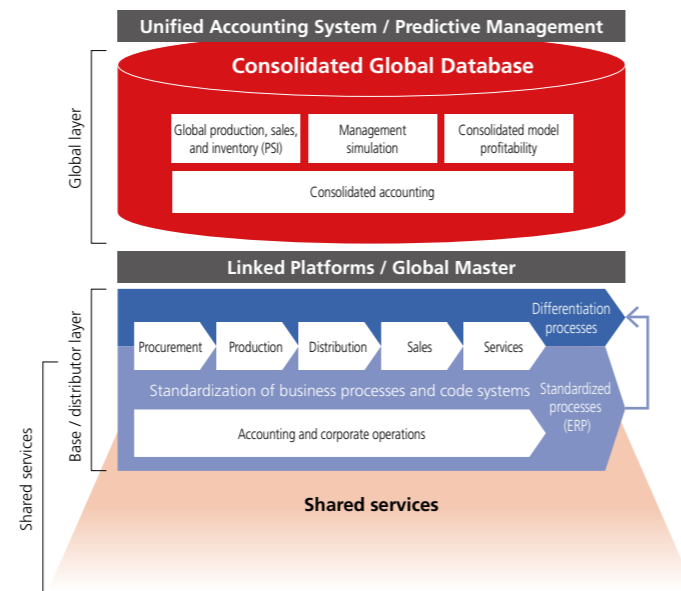 Unified Accounting System / Predictive Management
Consolidated Global Database
Global layer
Global production, sales,
and inventory (PSI)
Management
simulation
Consolidated model
profitability
Consolidated accounting
Linked Platforms / Global Master
Base / distributor layer
Differentiation
processes
Procurement
Production
Distribution
Sales
Services
Standardization of business processes and code systems
Standardized
processes
(ERP)
Accounting and corporate operations
Shared services
Shared services